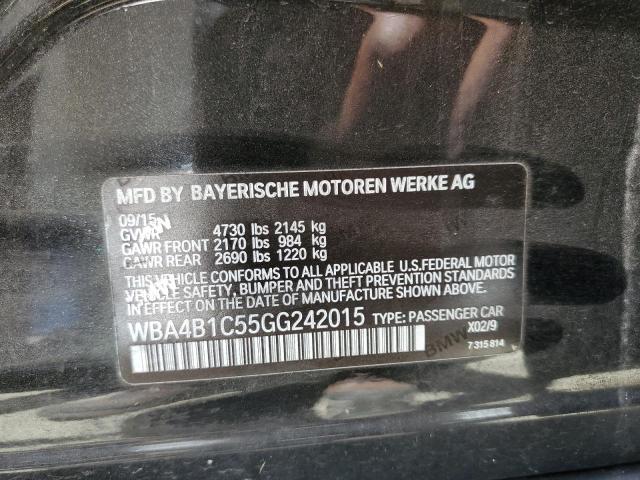 MFD BY BAYERISCHE MOTOREN WERKE AG
09/15
GVWR 4730 lbs 2145 kg
GAWR FRONT 2170 lbs 984 kg
GAWR REAR 2690 lbs 1220 kg
THIS VEHICLE CONFORMS TO ALL APPLICABLE U.S.FEDERAL MOTOR
VEHICLE SAFETY, BUMPER, AND THEFT PREVENTION STANDARDS
IN EFFECT ON THE DATE OF MANUFACTURE SHOWN ABOVE.
WBA4B1C55GG242015 TYPE: PASSENGER CAR
X02/9
BMW
7 315 814